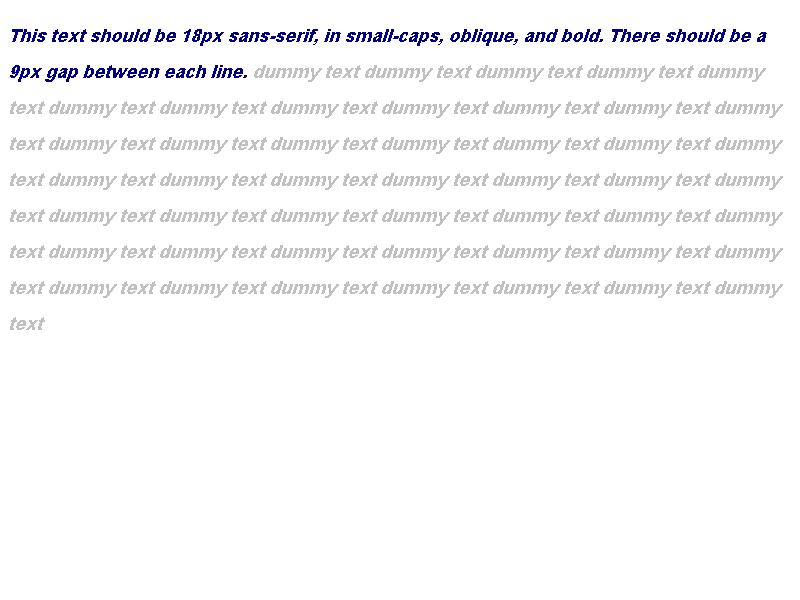 This text should be 18px sans-serif, in small-caps, oblique, and bold. There should be a
9px gap between each line. dummy text dummy text dummy text dummy text dummy
text dummy text dummy text dummy text dummy text dummy text dummy text dummy
text dummy text dummy text dummy text dummy text dummy text dummy text dummy
text dummy text dummy text dummy text dummy text dummy text dummy text dummy
text dummy text dummy text dummy text dummy text dummy text dummy text dummy
text dummy text dummy text dummy text dummy text dummy text dummy text dummy
text dummy text dummy text dummy text dummy text dummy text dummy text dummy
text